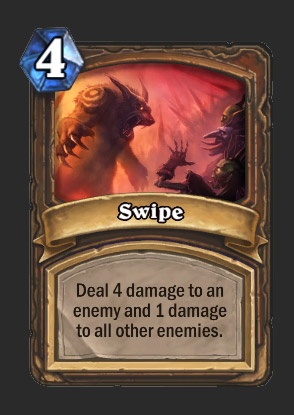 4
Swipe
Deal 4 damage to an
enemy and 1 damage
to all other enemies.